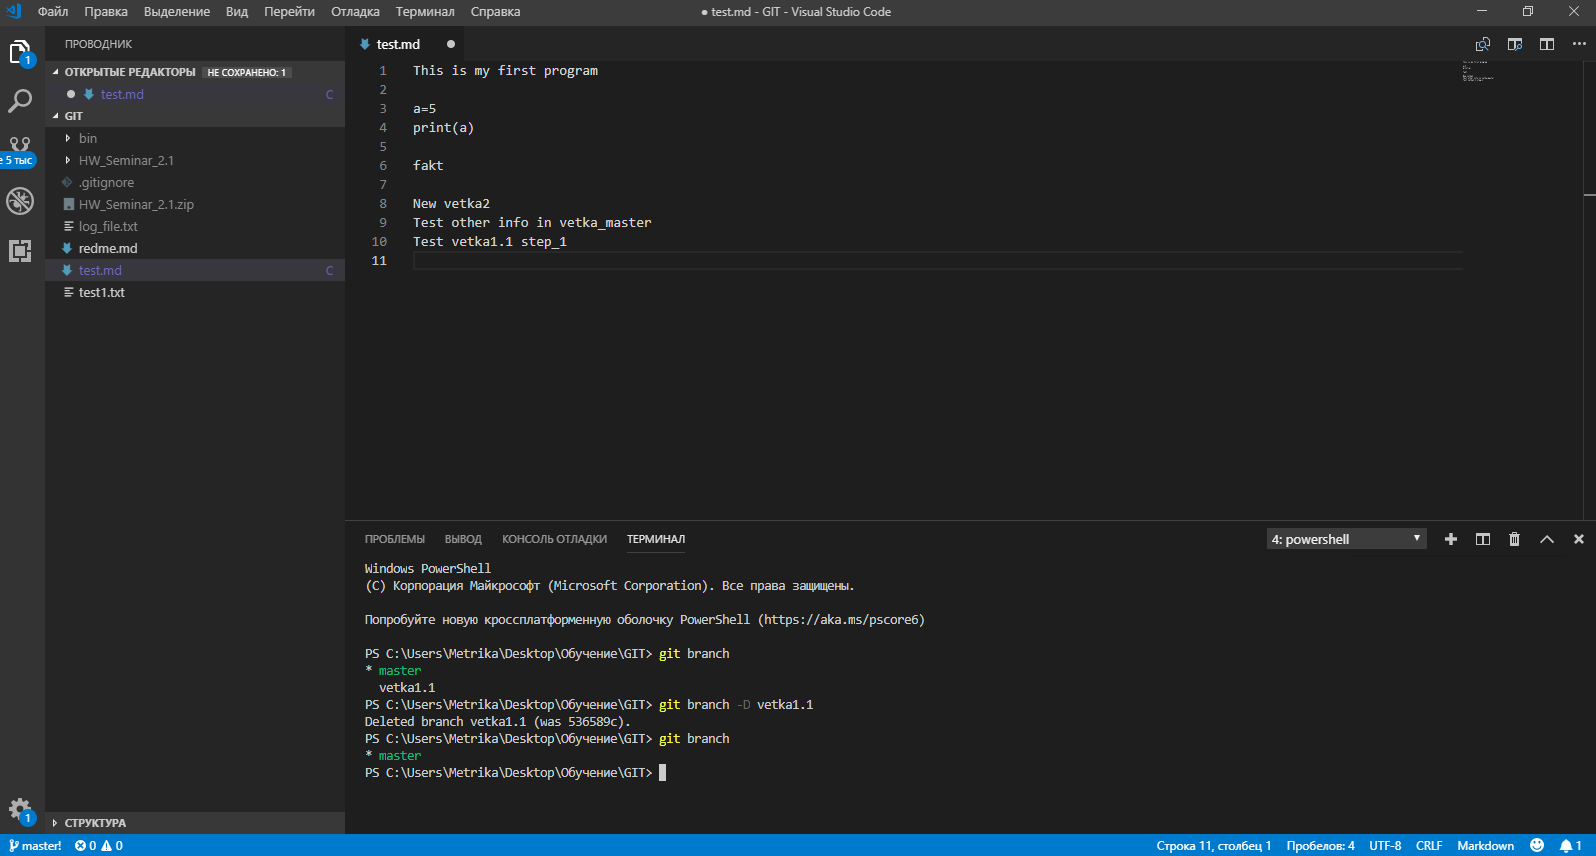 Файл Правка Выделение Вид Перейти Отладка Терминал Справка
● test.md - GIT - Visual Studio Code
ПРОВОДНИК
ОТКРЫТЫЕ РЕДАКТОРЫ НЕ СОХРАНЕНО: 1
test.md C
GIT
bin
HW_Seminar_2.1
.gitignore
HW_Seminar_2.1.zip
log_file.txt
redme.md
test.md C
test1.txt
СТРУКТУРА
1
е 5 тыс
1
test.md
1 This is my first program
2
3 a=5
4 print(a)
5
6 fakt
7
8 New vetka2
9 Test other info in vetka_master
10 Test vetka1.1 step_1
11
ПРОБЛЕМЫ ВЫВОД КОНСОЛЬ ОТЛАДКИ ТЕРМИНАЛ
4: powershell
Windows PowerShell
(C) Корпорация Майкрософт (Microsoft Corporation). Все права защищены.
Попробуйте новую кроссплатформенную оболочку PowerShell (https://aka.ms/pscore6)
PS C:\Users\Metrika\Desktop\Обучение\GIT> git branch
* master
vetka1.1
PS C:\Users\Metrika\Desktop\Обучение\GIT> git branch -D vetka1.1
Deleted branch vetka1.1 (was 536589c).
PS C:\Users\Metrika\Desktop\Обучение\GIT> git branch
* master
PS C:\Users\Metrika\Desktop\Обучение\GIT>
master! 0 0
Строка 11, столбец 1 Пробелов: 4 UTF-8 CRLF Markdown 1